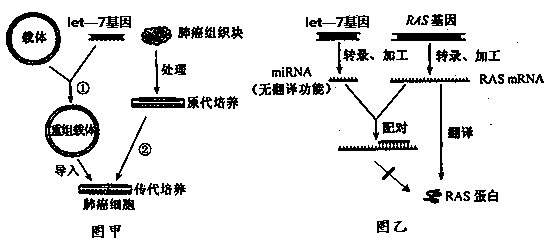 载体
let—7基因
肺癌组织块
①
处理
原代培养
重组载体
②
导入
传代培养
肺癌细胞
图甲
let—7基因
RAS基因
转录、加工
转录、加工
miRNA
(无翻译功能)
RAS mRNA
配对
翻译
RAS 蛋白
图乙